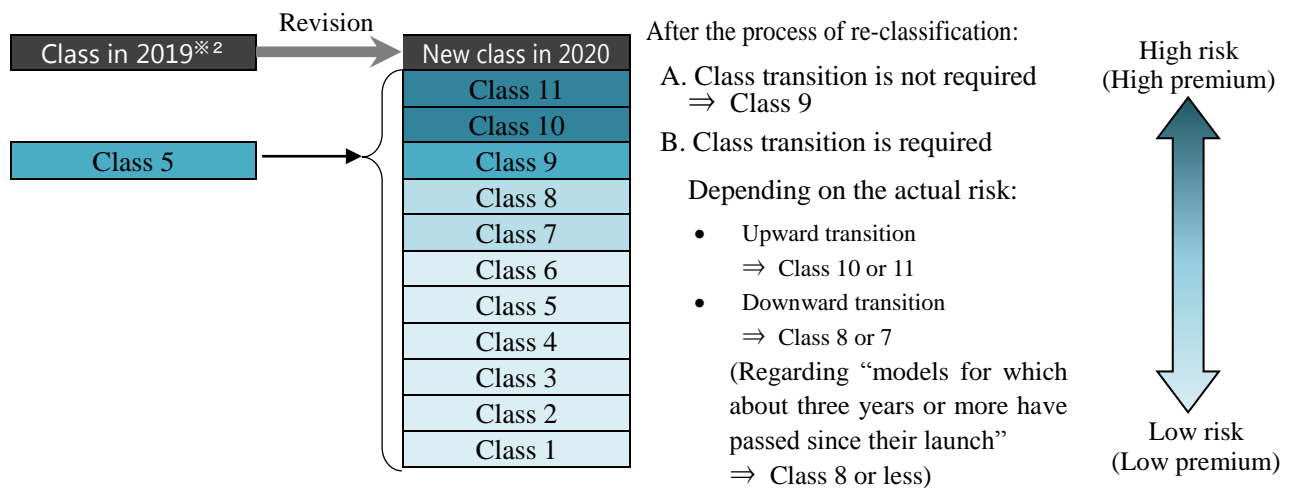 Revision
Class in 2019※2
New class in 2020
Class 5
Class 11
Class 10
Class 9
Class 8
Class 7
Class 6
Class 5
Class 4
Class 3
Class 2
Class 1
After the process of re-classification:
A. Class transition is not required
⇒ Class 9
B. Class transition is required
Depending on the actual risk:
• Upward transition
⇒ Class 10 or 11
• Downward transition
⇒ Class 8 or 7
(Regarding “models for which
about three years or more have
passed since their launch”
⇒ Class 8 or less)
High risk
(High premium)
Low risk
(Low premium)